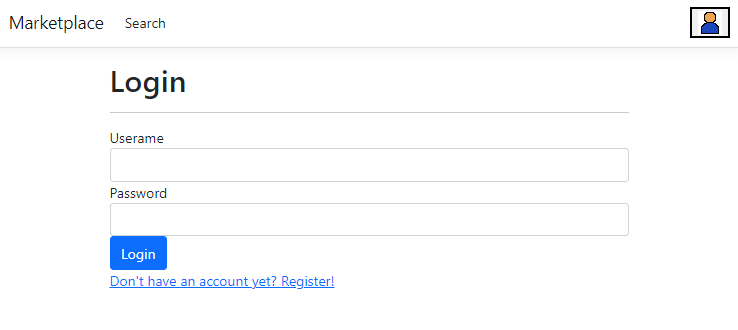 Marketplace Search
Login
Userame
Password
Login
Don't have an account yet? Register!